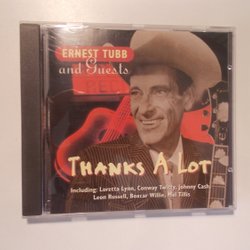 ERNEST TUBB
and Guests
THANKS A LOT
Including: Loretta Lynn, Conway Twitty, Johnny Cash,
Leon Russell, Boxcar Willie, Mel Tillis